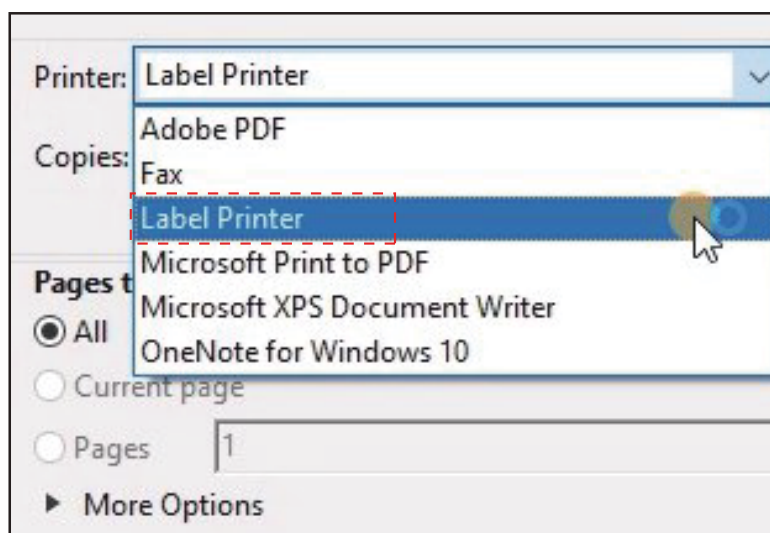 Printer: Label Printer
Adobe PDF
Copies:
Fax
Label Printer
Microsoft Print to PDF
Pages t
Microsoft XPS Document Writer
All
OneNote for Windows 10
Current page
Pages 1
More Options